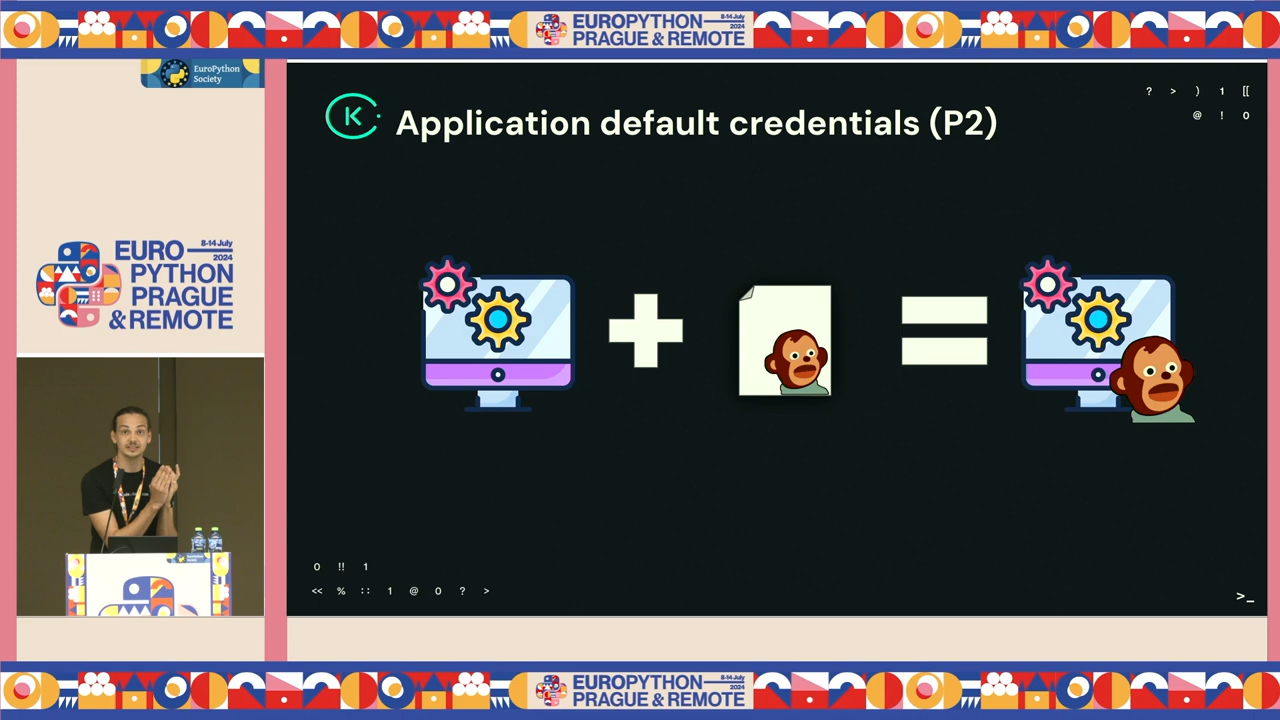 EUROPYTHON
8-14 July
2024
PRAGUE & REMOTE
EuroPython
Society
EURO
8-14 July
2024
PYTHON
PRAGUE
& REMOTE
K
Application default credentials (P2)
? > ) 1 [[
@ ! 0
0 !! 1
<< % :: 1 @ 0 ? >
>_
EUROPYTHON
8-14 July
2024
PRAGUE & REMOTE